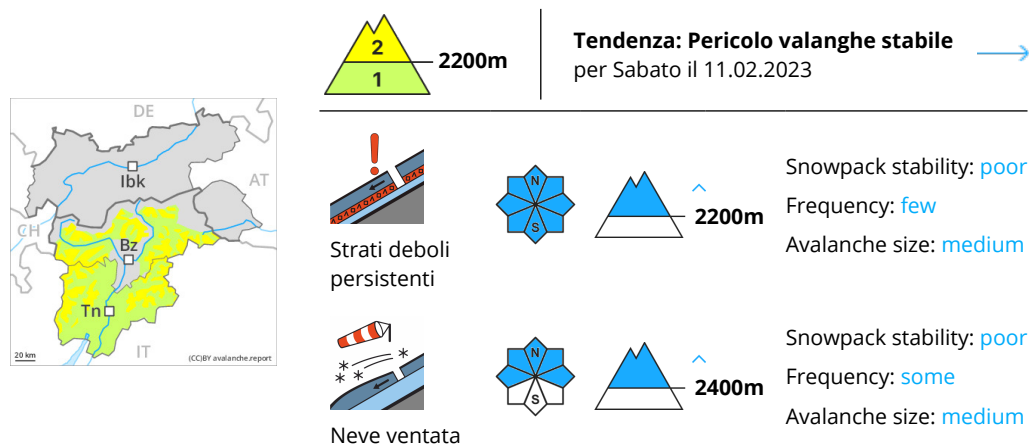 2
1
2200m
Tendenza: Pericolo valanghe stabile
per Sabato il 11.02.2023
DE
Ibk
AT
CH
Bz
Tn
IT
20 km
(CC)BY avalanche.report
N
S
2200m
Strati deboli
persistenti
Snowpack stability: poor
Frequency: few
Avalanche size: medium
N
S
2400m
Neve ventata
Snowpack stability: poor
Frequency: some
Avalanche size: medium